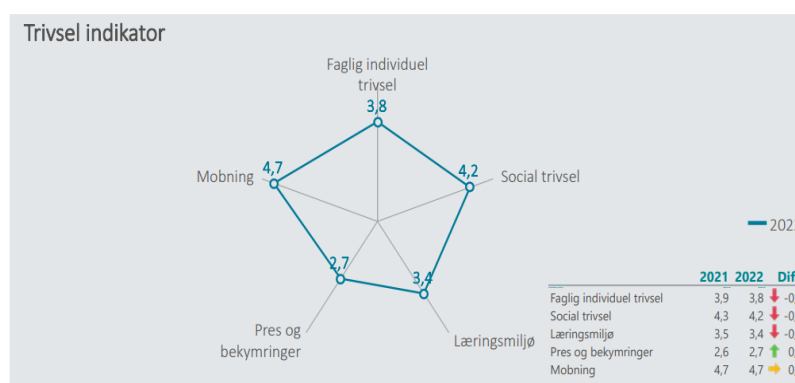 Trivsel indikator
Faglig individuel
trivsel
3,8
4,7
Mobning
4,2
Social trivsel
2,7
3,4
Pres og
bekymringer
Læringsmiljø
2021 2022
Faglig individuel trivsel 3,9 3,8
Social trivsel 4,3 4,2
Læringsmiljø 3,5 3,4
Pres og bekymringer 2,6 2,7
Mobning 4,7 4,7